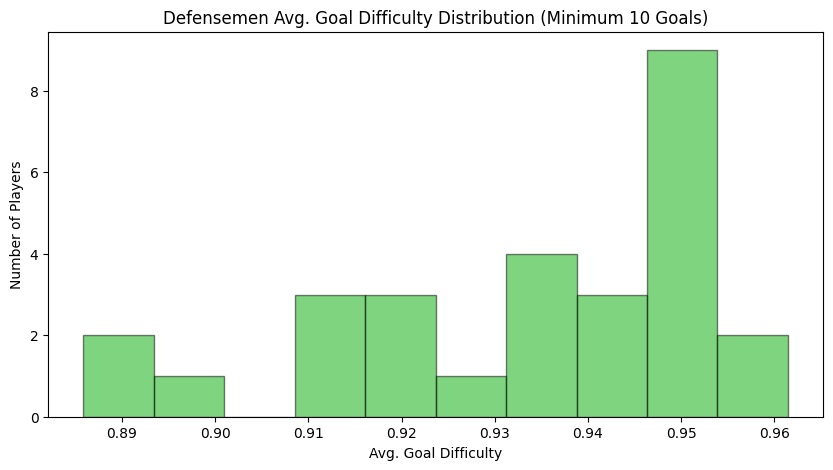 Defensemen Avg. Goal Difficulty Distribution (Minimum 10 Goals)
Number of Players
8
6
4
2
0
0.89 0.90 0.91 0.92 0.93 0.94 0.95 0.96
Avg. Goal Difficulty